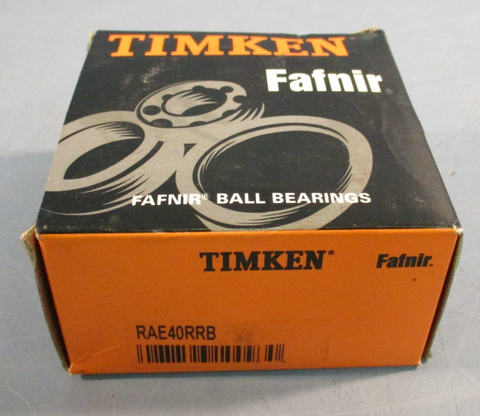 TIMKEN
Fafnir®
FAFNIR® BALL BEARINGS
TIMKEN® Fafnir®
RAE40RRB